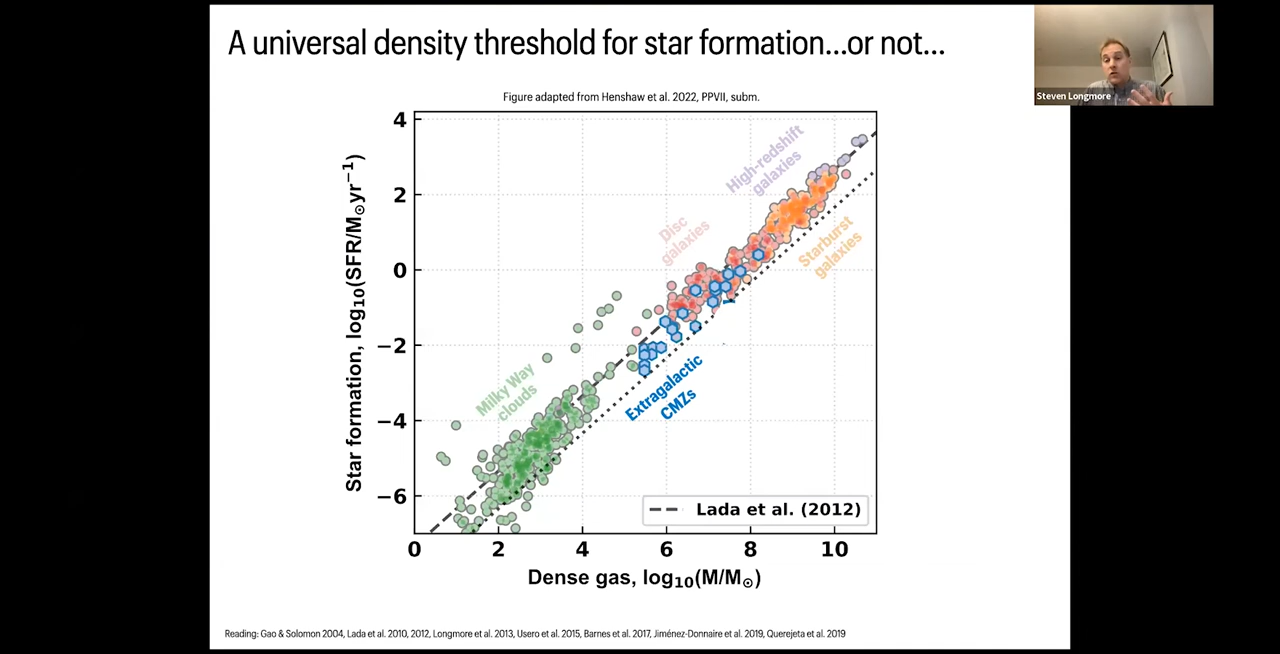 A universal density threshold for star formation...or not...
Steven Longmore
Figure adapted from Henshaw et al. 2022, PPVII, subm.
4
2
0
−2
−4
−6
Star formation, log₁₀(SFR/M⊙yr⁻¹)
High-redshift
galaxies
Disc
galaxies
Starburst
galaxies
Milky Way
clouds
Extragalactic
CMZs
Lada et al. (2012)
0 2 4 6 8 10
Dense gas, log₁₀(M/M⊙)
Reading: Gao & Solomon 2004, Lada et al. 2010, 2012, Longmore et al. 2013, Usero et al. 2015, Barnes et al. 2017, Jiménez-Donnaire et al. 2019, Querejeta et al. 2019